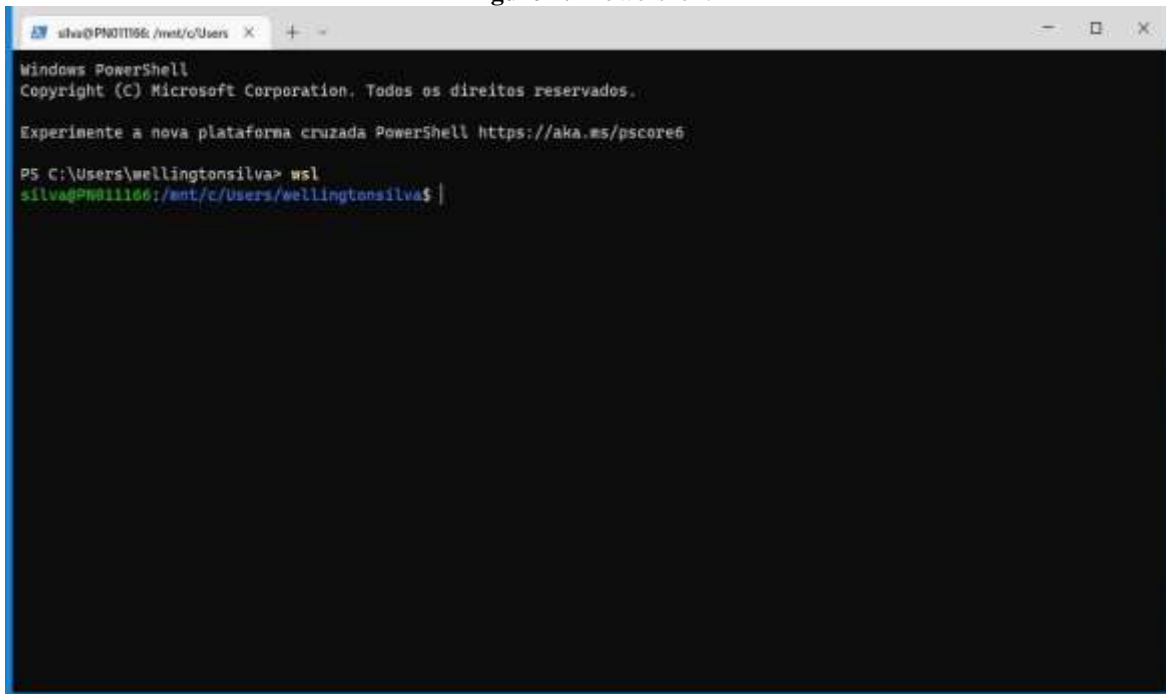 silva@PN011166: /mnt/c/Users
Windows PowerShell
Copyright (C) Microsoft Corporation. Todos os direitos reservados.
Experimente a nova plataforma cruzada PowerShell https://aka.ms/pscore6
PS C:\Users\wellingtonsilva> wsl
silva@PN011166:/mnt/c/Users/wellingtonsilva$